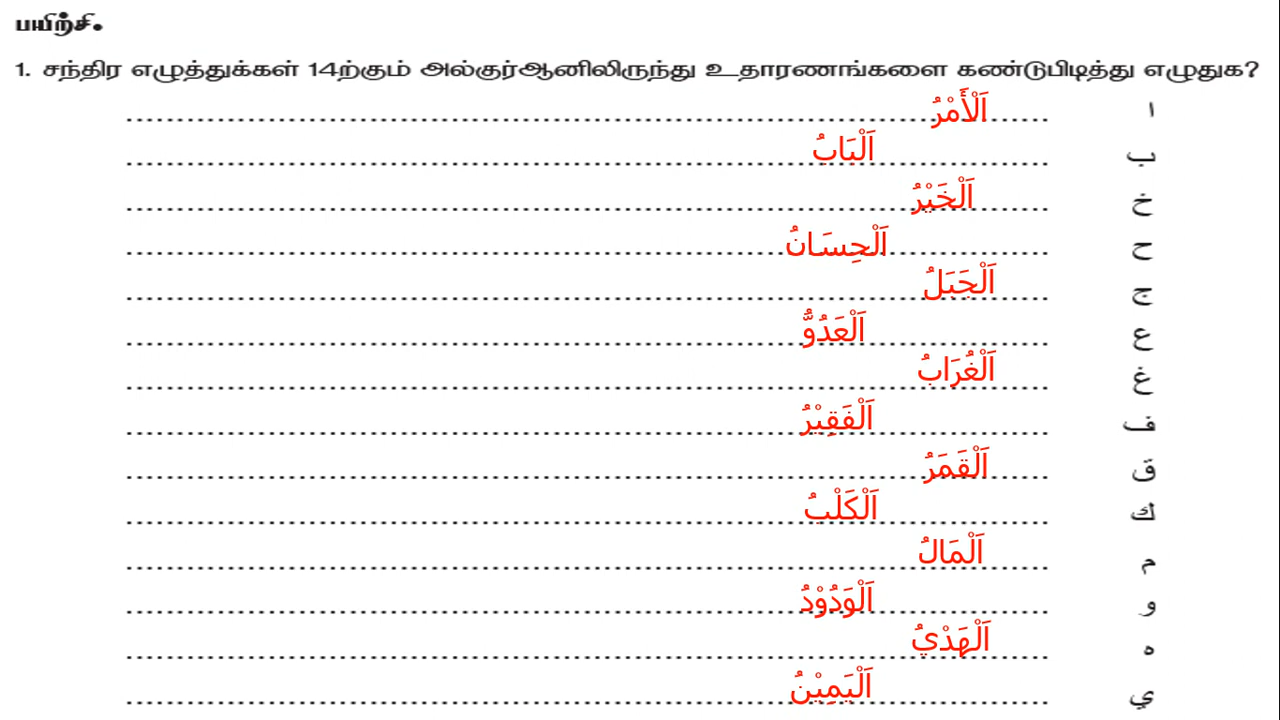 பயிற்சி.
1. சந்திர எழுத்துக்கள் 14ற்கும் அல்குர்ஆனிலிருந்து உதாரணங்களை கண்டுபிடித்து எழுதுக?
ا اَلْأَمْرُ
ب اَلْبَابُ
خ اَلْخَيْرُ
ح اَلْحِسَانُ
ج اَلْجَبَلُ
ع اَلْعَدُوُّ
غ اَلْغُرَابُ
ف اَلْفَقِيْرُ
ق اَلْقَمَرُ
ك اَلْكَلْبُ
م اَلْمَالُ
و اَلْوَدُوْدُ
ه اَلْهَدْيُ
ي اَلْيَمِيْنُ